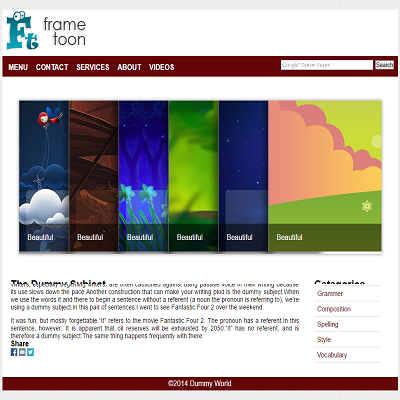 frame
toon
MENU CONTACT SERVICES ABOUT VIDEOS
Google™ Custom Search Search
Beautiful Beautiful Beautiful Beautiful Beautiful Beautiful
The Dummy Subject
Categories
Writers, especially beginning writers, are often cautioned against using passive voice in their writing because
its use slows down the pace.Another construction that can make your writing plod is the dummy subject.When
we use the words it and there to begin a sentence without a referent (a noun the pronoun is referring to), we're
using a dummy subject.In this pair of sentences:I went to see Fantastic Four 2 over the weekend.
It was fun, but mostly forgettable."It" refers to the movie Fantastic Four 2. The pronoun has a referent.In this
sentence, however: It is apparent that oil reserves will be exhausted by 2050."It" has no referent, and is
therefore a dummy subject.The same thing happens frequently with there:
Share
Grammer
Composition
Spelling
Style
Vocabulary
©2014 Dummy World